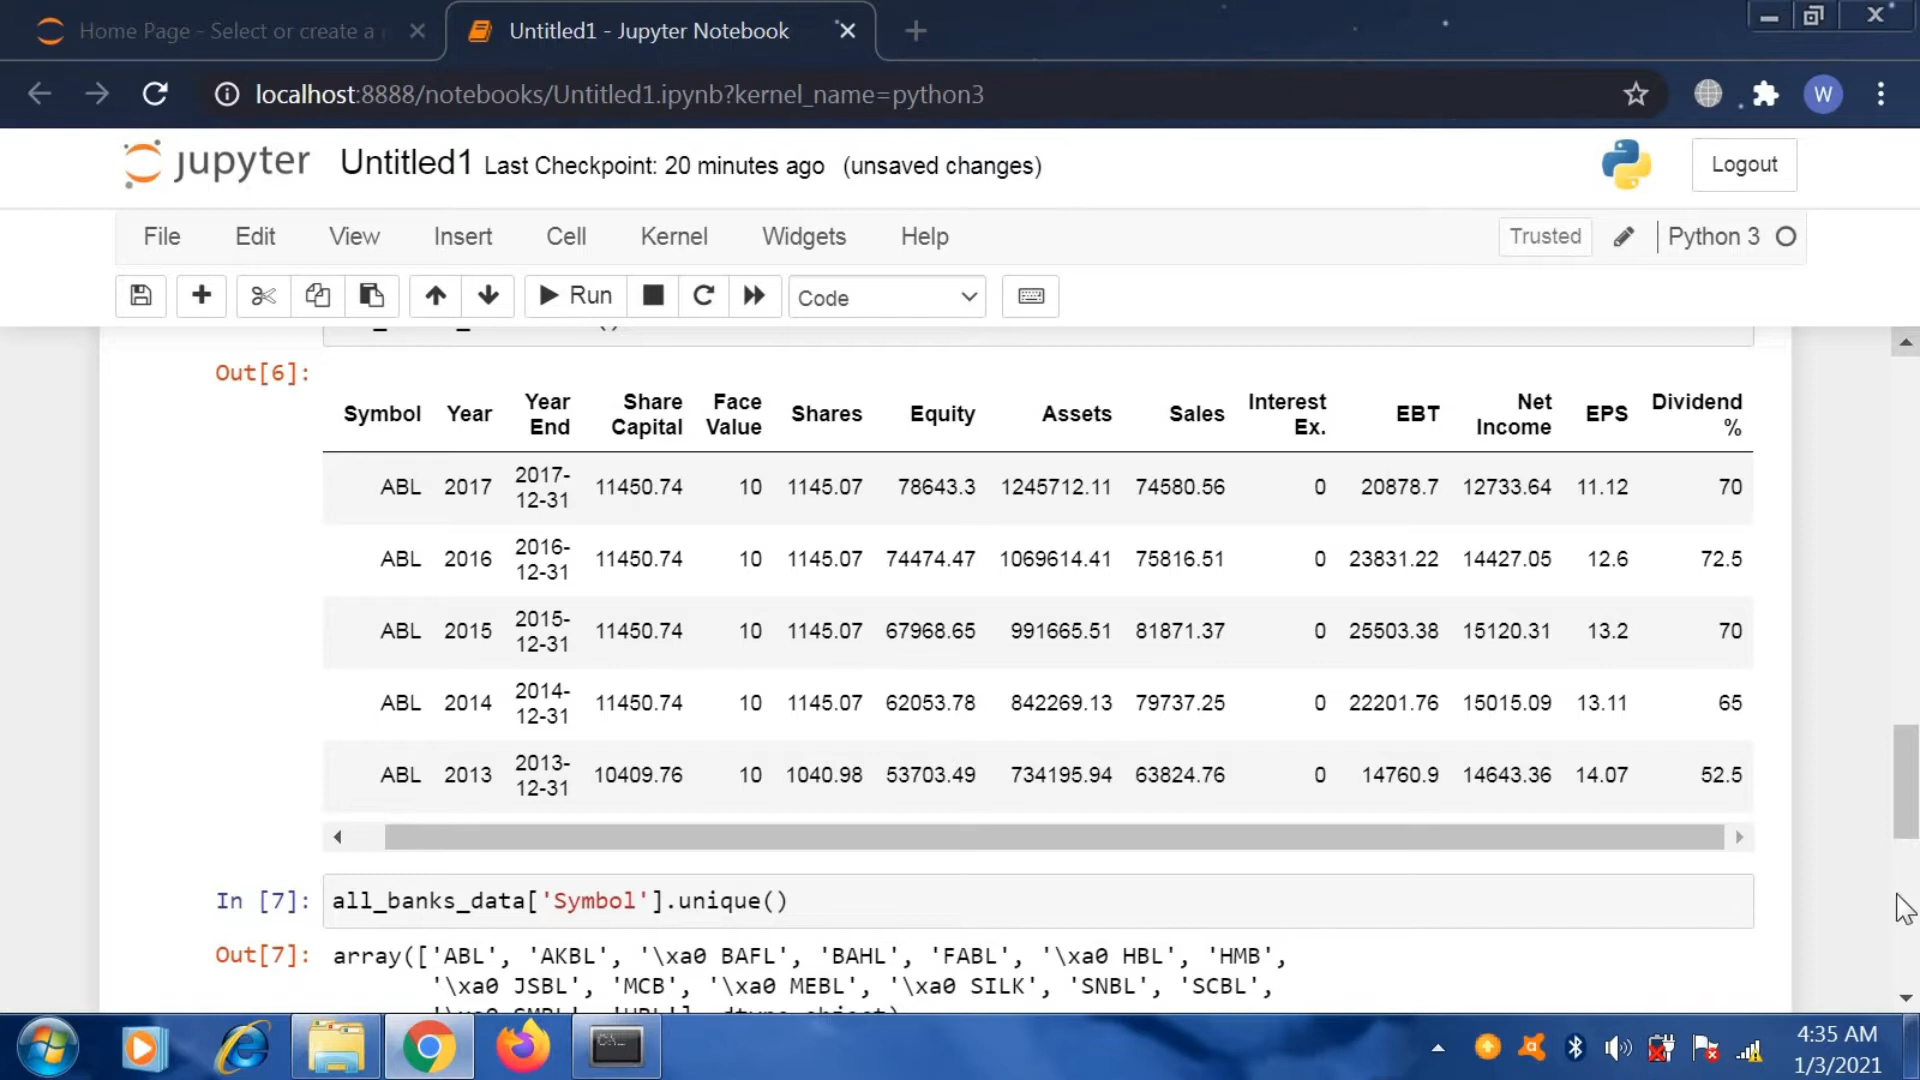 Home Page - Select or create a
Untitled1 - Jupyter Notebook
localhost:8888/notebooks/Untitled1.ipynb?kernel_name=python3
W
jupyter Untitled1 Last Checkpoint: 20 minutes ago (unsaved changes)
Logout
File Edit View Insert Cell Kernel Widgets Help
Trusted Python 3
Run Code
Out[6]:
Symbol Year Year End Share Capital Face Value Shares Equity Assets Sales Interest Ex. EBT Net Income EPS Dividend %
ABL 2017 2017-12-31 11450.74 10 1145.07 78643.3 1245712.11 74580.56 0 20878.7 12733.64 11.12 70
ABL 2016 2016-12-31 11450.74 10 1145.07 74474.47 1069614.41 75816.51 0 23831.22 14427.05 12.6 72.5
ABL 2015 2015-12-31 11450.74 10 1145.07 67968.65 991665.51 81871.37 0 25503.38 15120.31 13.2 70
ABL 2014 2014-12-31 11450.74 10 1145.07 62053.78 842269.13 79737.25 0 22201.76 15015.09 13.11 65
ABL 2013 2013-12-31 10409.76 10 1040.98 53703.49 734195.94 63824.76 0 14760.9 14643.36 14.07 52.5
In [7]: all_banks_data['Symbol'].unique()
Out[7]: array(['ABL', 'AKBL', '\xa0 BAFL', 'BAHL', 'FABL', '\xa0 HBL', 'HMB',
'\xa0 JSBL', 'MCB', '\xa0 MEBL', '\xa0 SILK', 'SNBL', 'SCBL',
4:35 AM
1/3/2021